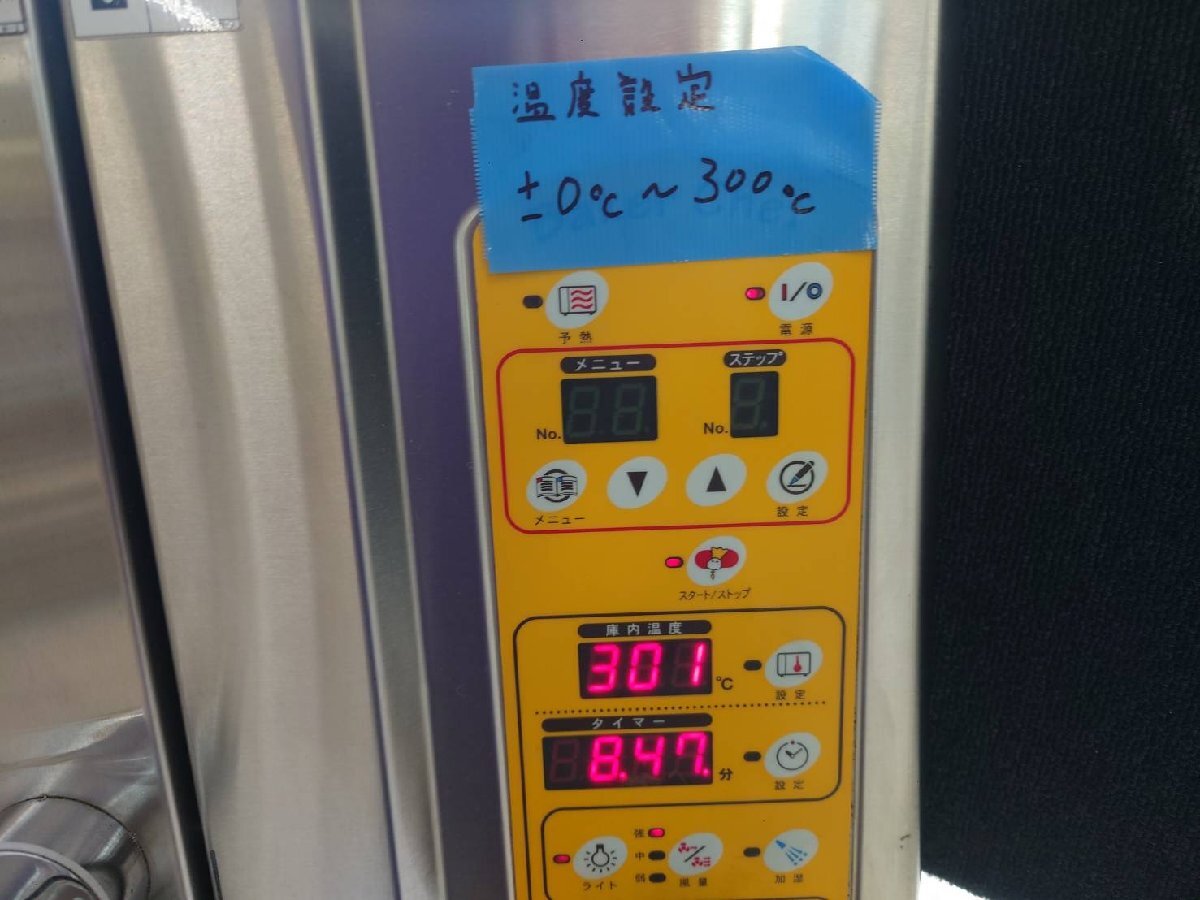 温度設定
±0℃~300℃
予熱
I/O
電源
メニュー
ステップ
No.
No.
メニュー
設定
スタート/ストップ
庫内温度
301℃
設定
タイマー
8.47.分
設定
強
中
弱
ライト
風量
加湿